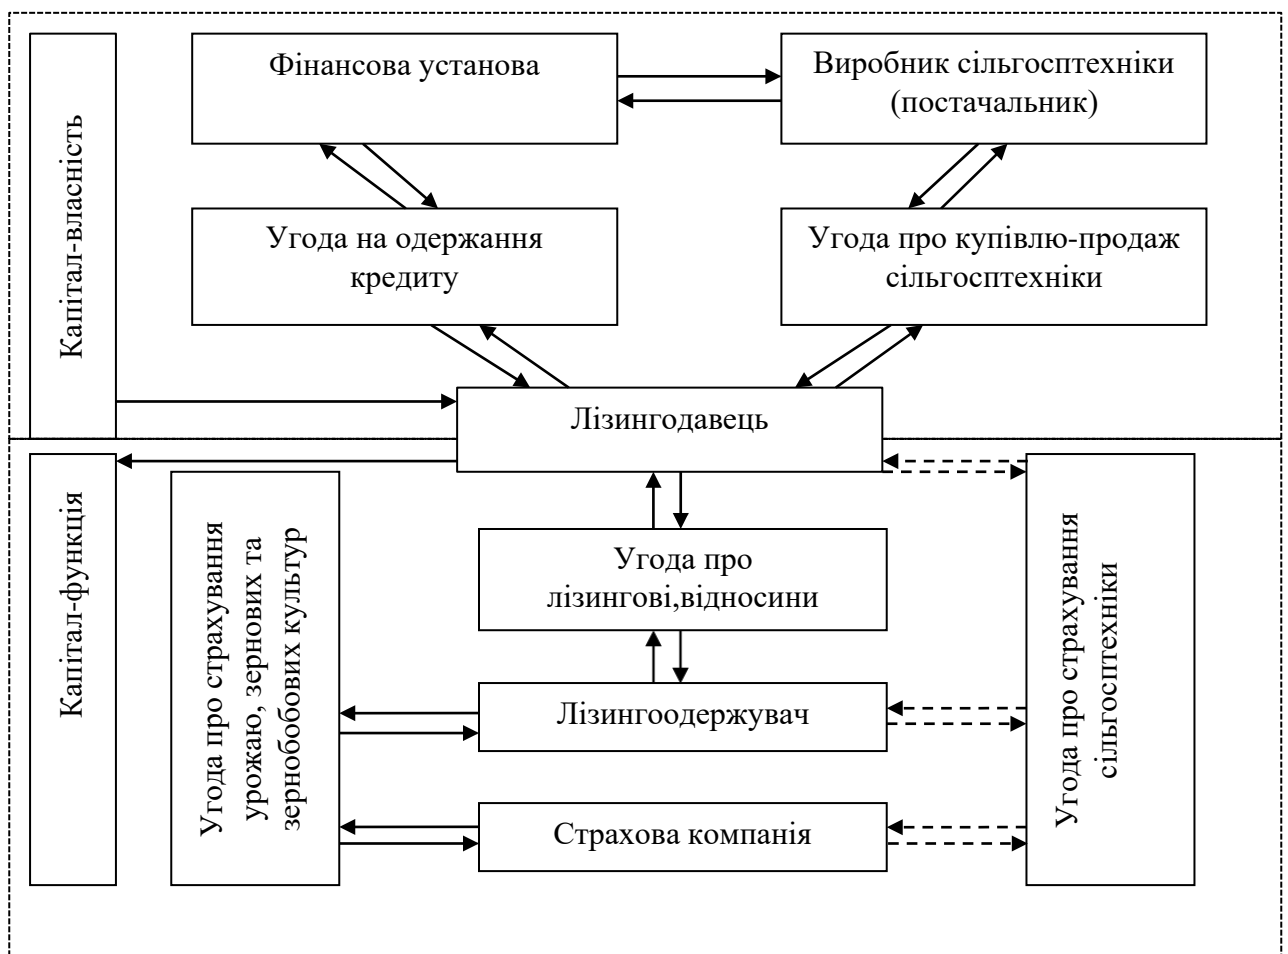 Фінансова установа
Виробник сільгосптехніки
(постачальник)
Капітал-власність
Угода на одержання
кредиту
Угода про купівлю-продаж
сільгосптехніки
Лізингодавець
Капітал-функція
Угода про страхування
урожаю, зернових та
зернобобових культур
Угода про
лізингові,відносини
Угода про страхування
сільгосптехніки
Лізингоодержувач
Страхова компанія